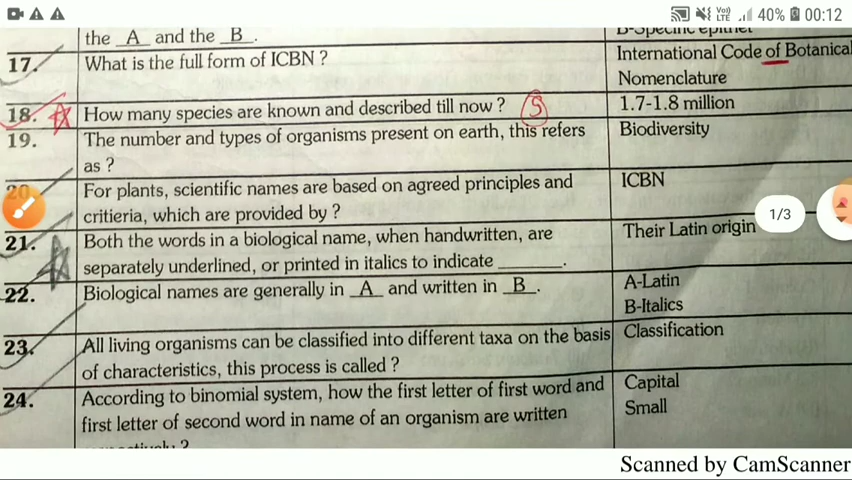 Vo))
LTE
40%
00:12
the A and the B.
B-Specific epithet
17.
What is the full form of ICBN ?
International Code of Botanical
Nomenclature
18.
How many species are known and described till now ?
1.7-1.8 million
19.
The number and types of organisms present on earth, this refers
as ?
Biodiversity
20.
For plants, scientific names are based on agreed principles and
critieria, which are provided by ?
ICBN
1/3
21.
Both the words in a biological name, when handwritten, are
separately underlined, or printed in italics to indicate ______.
Their Latin origin
22.
Biological names are generally in A and written in B.
A-Latin
B-Italics
23.
All living organisms can be classified into different taxa on the basis
of characteristics, this process is called ?
Classification
24.
According to binomial system, how the first letter of first word and
first letter of second word in name of an organism are written
respectively ?
Capital
Small
Scanned by CamScanner